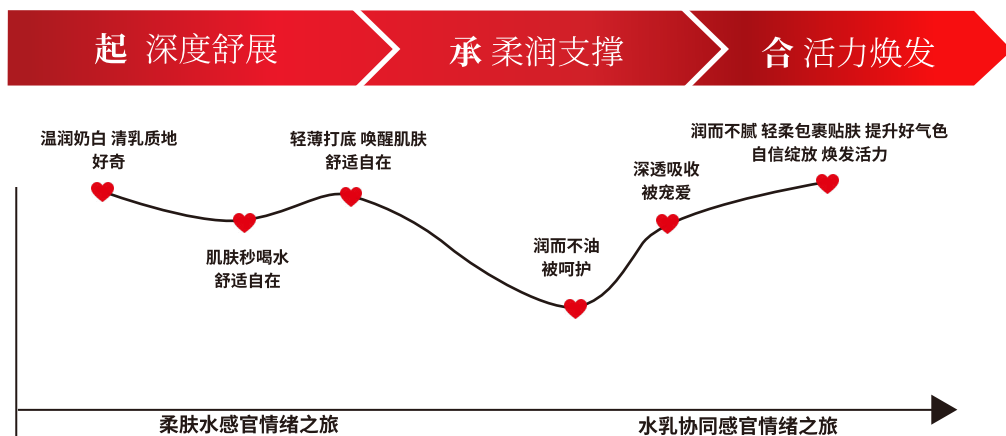 起 深度舒展
承 柔润支撑
合 活力焕发
温润奶白 清乳质地
好奇
轻薄打底 唤醒肌肤
舒适自在
润而不腻 轻柔包裹贴肤 提升好气色
自信绽放 焕发活力
深透吸收
被宠爱
肌肤秒喝水
舒适自在
润而不油
被呵护
柔肤水感官情绪之旅
水乳协同感官情绪之旅